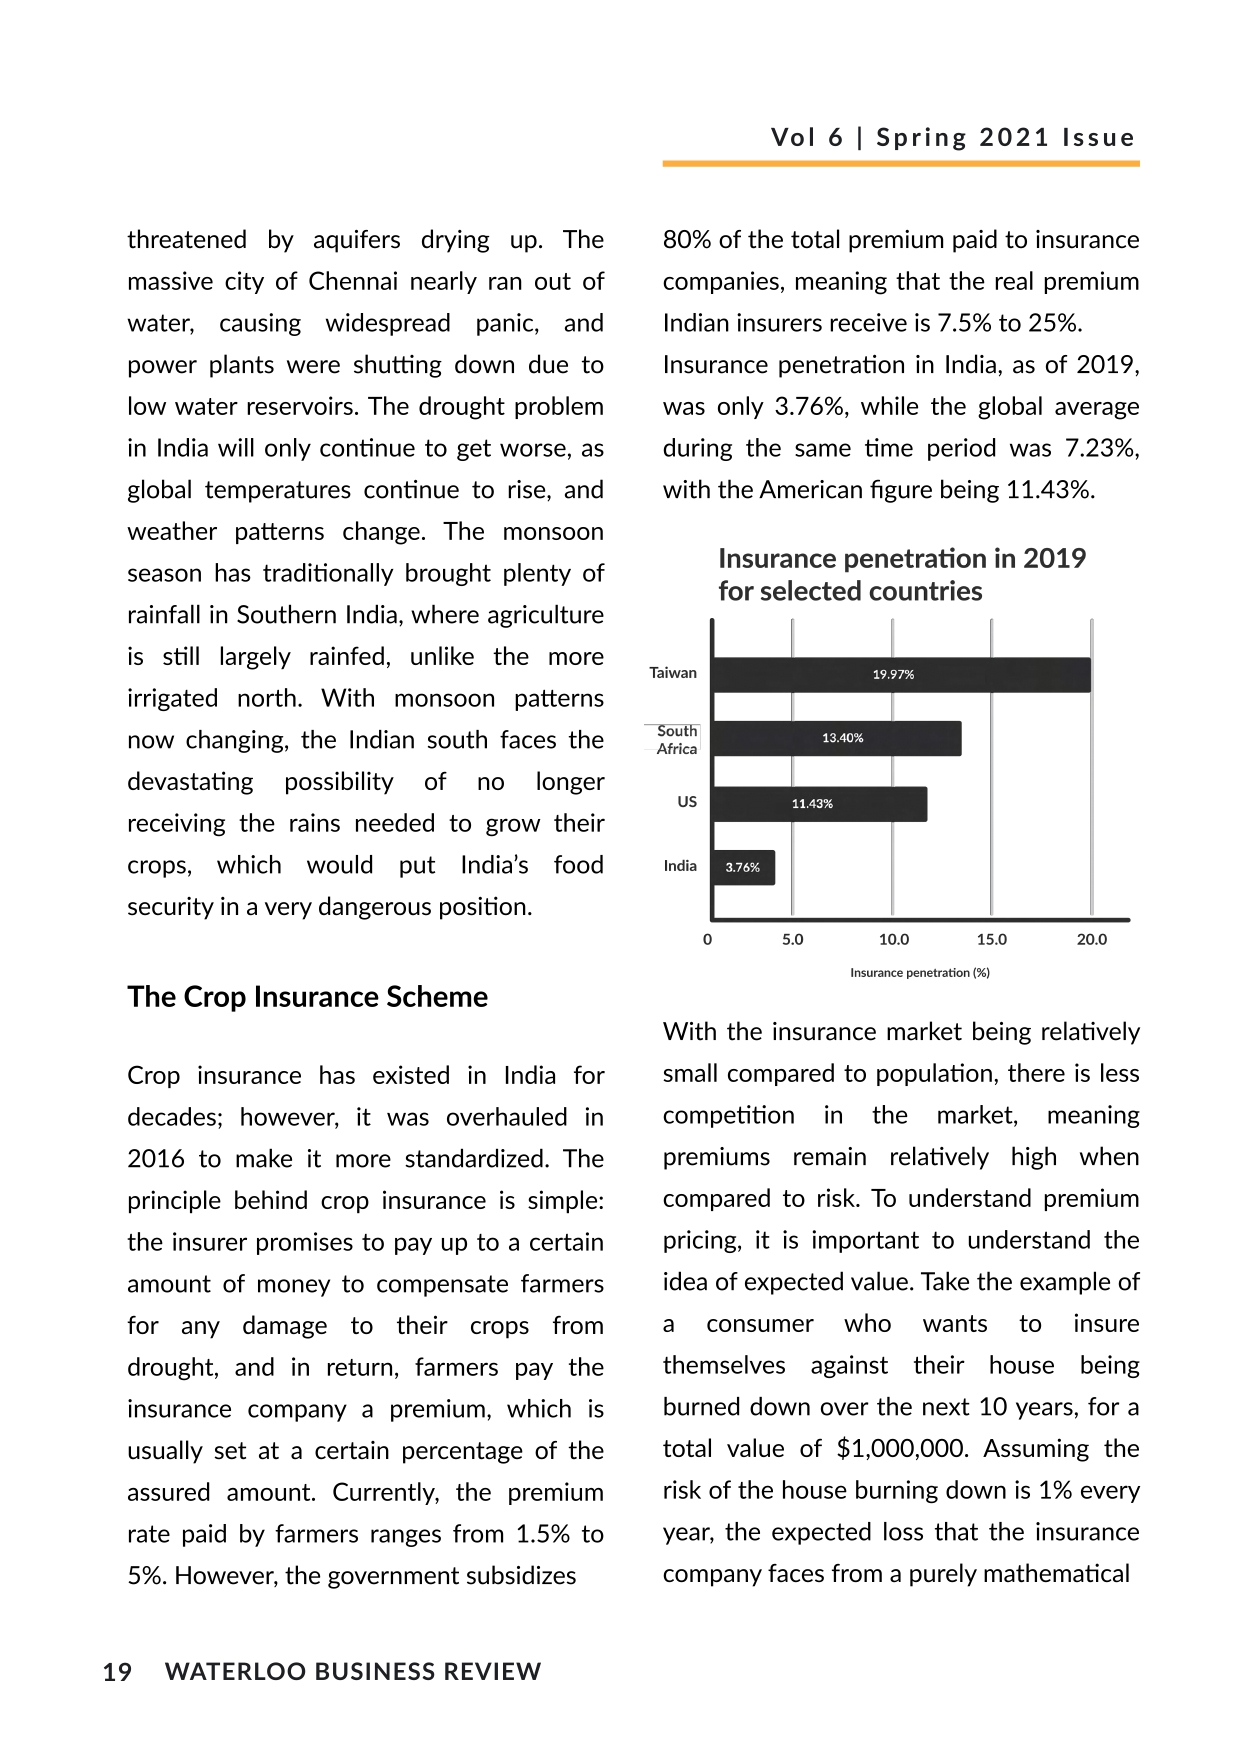 Vol 6 | Spring 2021 Issue
threatened by aquifers drying up. The
massive city of Chennai nearly ran out of
water, causing widespread panic, and
power plants were shutting down due to
low water reservoirs. The drought problem
in India will only continue to get worse, as
global temperatures continue to rise, and
weather patterns change. The monsoon
season has traditionally brought plenty of
rainfall in Southern India, where agriculture
is still largely rainfed, unlike the more
irrigated north. With monsoon patterns
now changing, the Indian south faces the
devastating possibility of no longer
receiving the rains needed to grow their
crops, which would put India’s food
security in a very dangerous position.
The Crop Insurance Scheme
Crop insurance has existed in India for
decades; however, it was overhauled in
2016 to make it more standardized. The
principle behind crop insurance is simple:
the insurer promises to pay up to a certain
amount of money to compensate farmers
for any damage to their crops from
drought, and in return, farmers pay the
insurance company a premium, which is
usually set at a certain percentage of the
assured amount. Currently, the premium
rate paid by farmers ranges from 1.5% to
5%. However, the government subsidizes
80% of the total premium paid to insurance
companies, meaning that the real premium
Indian insurers receive is 7.5% to 25%.
Insurance penetration in India, as of 2019,
was only 3.76%, while the global average
during the same time period was 7.23%,
with the American figure being 11.43%.
Insurance penetration in 2019
for selected countries
Taiwan 19.97%
South
Africa 13.40%
US 11.43%
India 3.76%
0 5.0 10.0 15.0 20.0
Insurance penetration (%)
With the insurance market being relatively
small compared to population, there is less
competition in the market, meaning
premiums remain relatively high when
compared to risk. To understand premium
pricing, it is important to understand the
idea of expected value. Take the example of
a consumer who wants to insure
themselves against their house being
burned down over the next 10 years, for a
total value of $1,000,000. Assuming the
risk of the house burning down is 1% every
year, the expected loss that the insurance
company faces from a purely mathematical
19 WATERLOO BUSINESS REVIEW